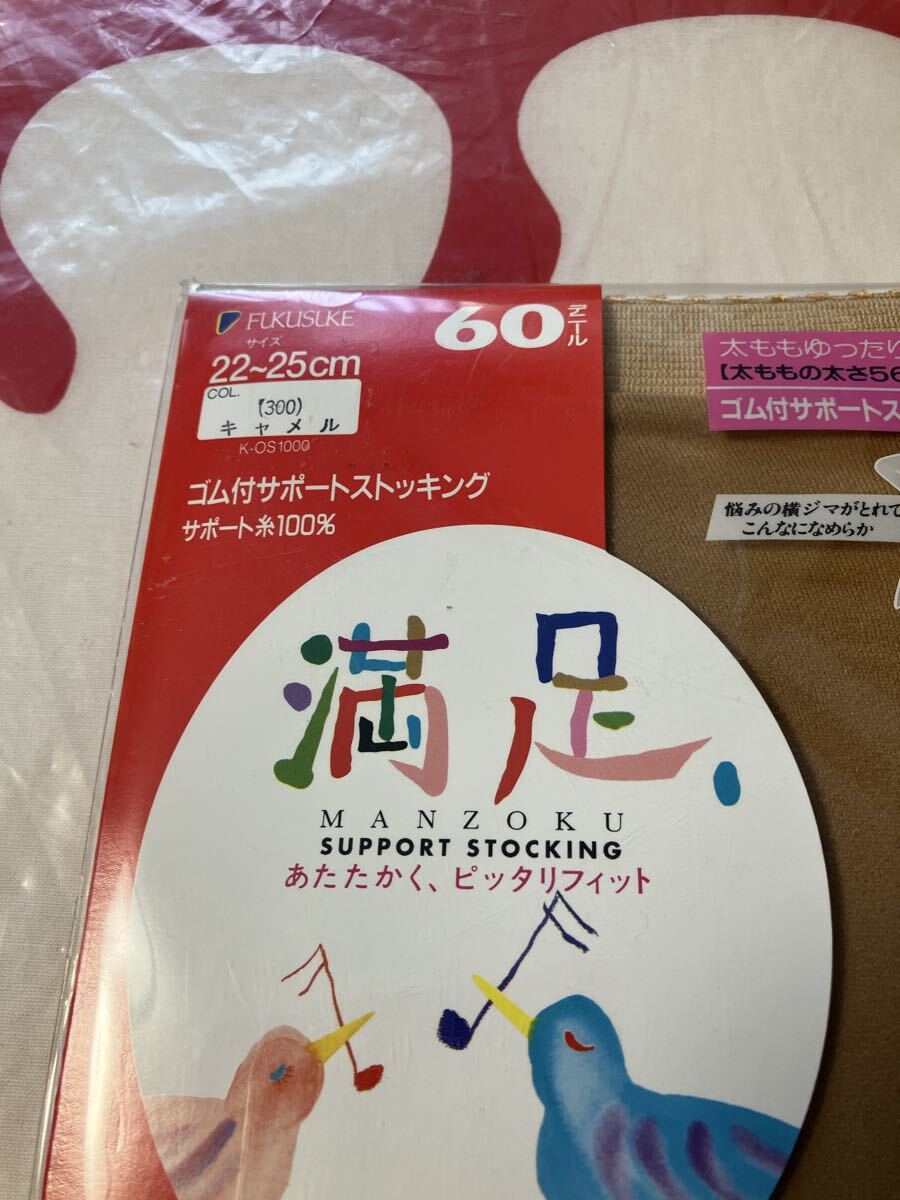 FUKUSUKE
60デニール
サイズ
22~25cm
COL.
(300)
キャメル
K-OS1000
ゴム付サポートストッキング
サポート糸100%
満足。
MANZOKU
SUPPORT STOCKING
あたたかく、ピッタリフィット
太ももゆったり
【太ももの太さ56
ゴム付サポートス
悩みの横ジマがとれて
こんなになめらか